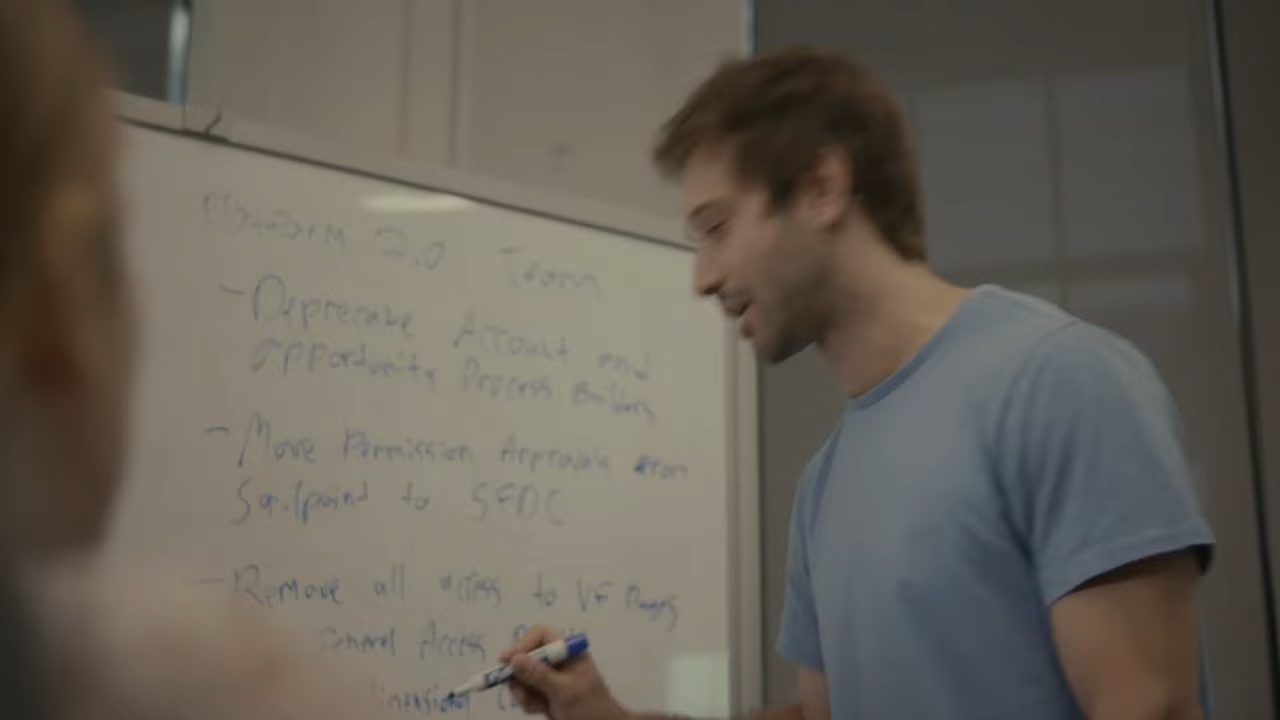 Platform 2.0 Team
- Deprecate Account and
opportunity Process Builders
- Move Permission Approvals from
Sailpoint to SFDC
- Remove all access to VF Pages
General Access